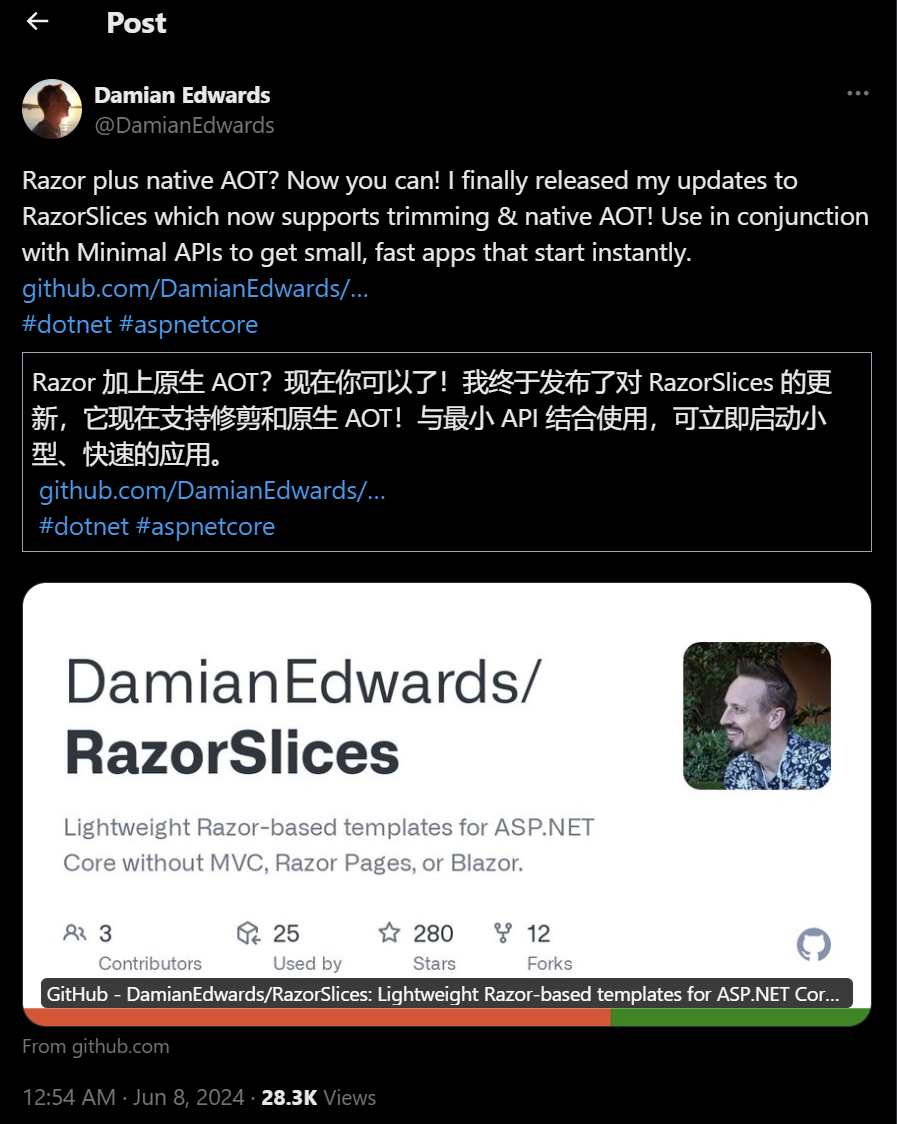 Post
Damian Edwards
@DamianEdwards
Razor plus native AOT? Now you can! I finally released my updates to
RazorSlices which now supports trimming & native AOT! Use in conjunction
with Minimal APIs to get small, fast apps that start instantly.
github.com/DamianEdwards/…
#dotnet #aspnetcore
Razor 加上原生 AOT？现在你可以了！我终于发布了对 RazorSlices 的更
新，它现在支持修剪和原生 AOT！与最小 API 结合使用，可立即启动小
型、快速的应用。
github.com/DamianEdwards/…
#dotnet #aspnetcore
DamianEdwards/
RazorSlices
Lightweight Razor-based templates for ASP.NET
Core without MVC, Razor Pages, or Blazor.
3 25 280 12
Contributors Used by Stars Forks
GitHub - DamianEdwards/RazorSlices: Lightweight Razor-based templates for ASP.NET Cor...
From github.com
12:54 AM · Jun 8, 2024 · 28.3K Views